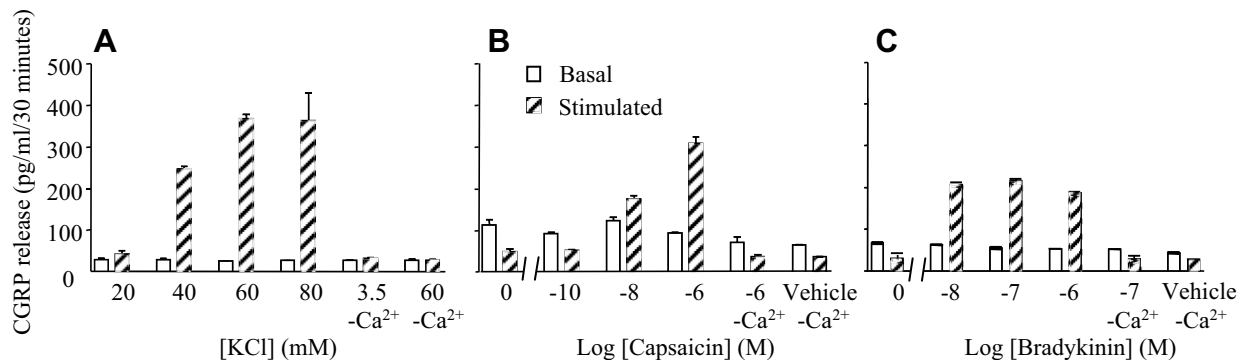 A
B
C
CGRP release (pg/ml/30 minutes)
500
400
300
200
100
0
Basal
Stimulated
20 40 60 80 3.5 60
-Ca²⁺ -Ca²⁺
[KCl] (mM)
0 -10 -8 -6 -6 Vehicle
-Ca²⁺ -Ca²⁺
Log [Capsaicin] (M)
0 -8 -7 -6 -7 Vehicle
-Ca²⁺ -Ca²⁺
Log [Bradykinin] (M)